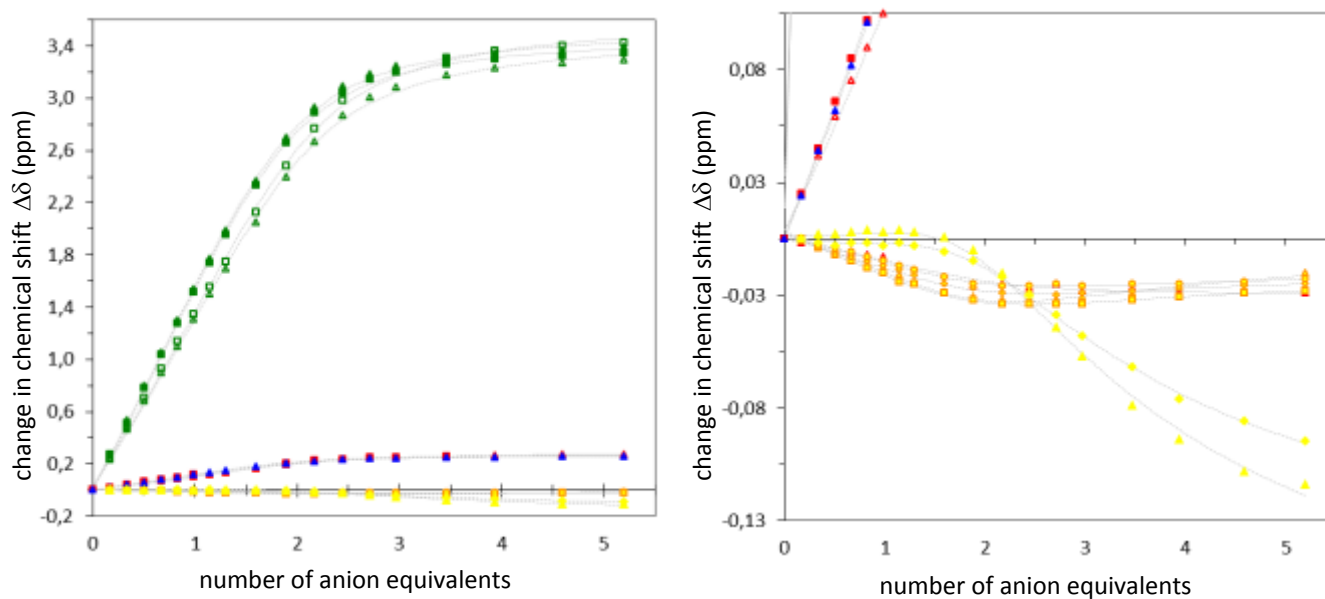 change in chemical shift Δδ (ppm)
3,4
3,0
2,6
2,2
1,8
1,4
1,0
0,6
0,2
-0,2
0 1 2 3 4 5
number of anion equivalents
change in chemical shift Δδ (ppm)
0,08
0,03
-0,03
-0,08
-0,13
0 1 2 3 4 5
number of anion equivalents